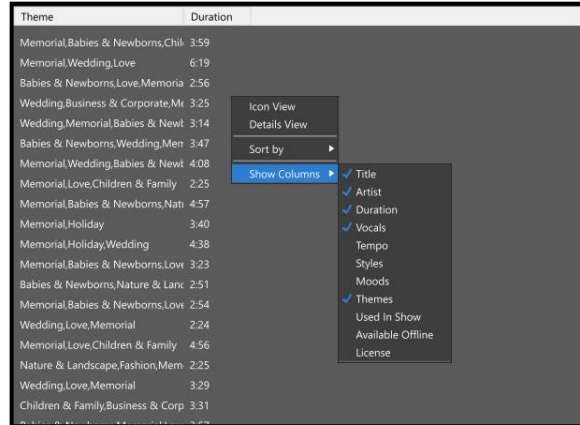 Theme Duration
Memorial,Babies & Newborns,Chil 3:59
Memorial,Wedding,Love 6:19
Babies & Newborns,Love,Memoria 2:56
Wedding,Business & Corporate,Me 3:25
Wedding,Memorial,Babies & Newb 3:14
Babies & Newborns,Wedding,Mem 3:47
Memorial,Wedding,Babies & Newb 4:08
Memorial,Love,Children & Family 2:25
Memorial,Babies & Newborns,Natu 4:57
Memorial,Holiday 3:40
Memorial,Holiday,Wedding 4:38
Memorial,Babies & Newborns,Love 3:23
Babies & Newborns,Nature & Land 2:51
Memorial,Babies & Newborns,Love 2:54
Wedding,Love,Memorial 2:24
Memorial,Love,Children & Family 4:56
Nature & Landscape,Fashion,Mem 2:25
Wedding,Love,Memorial 3:29
Children & Family,Business & Corp 3:31
Icon View
Details View
Sort by
Show Columns
Title
Artist
Duration
Vocals
Tempo
Styles
Moods
Themes
Used In Show
Available Offline
License